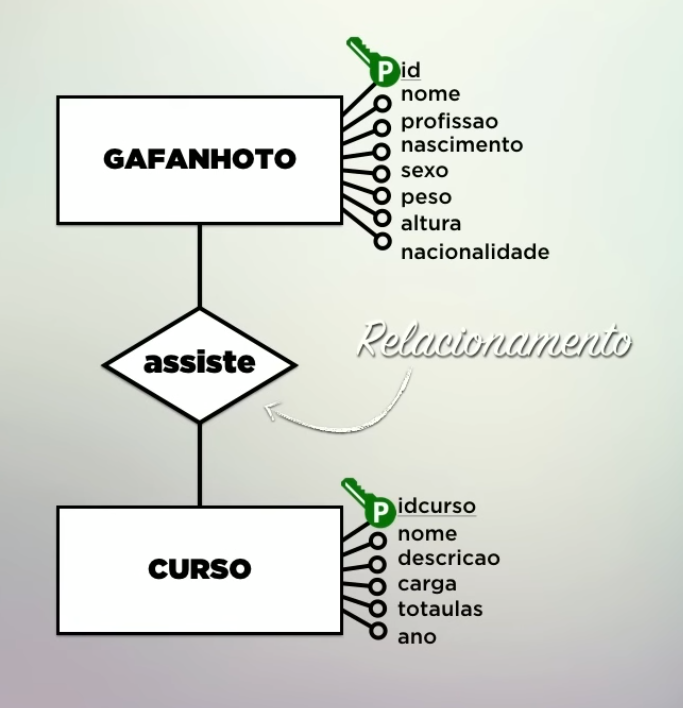 P id
nome
profissao
nascimento
sexo
peso
altura
nacionalidade
GAFANHOTO
assiste
Relacionamento
P idcurso
nome
descricao
carga
totaulas
ano
CURSO